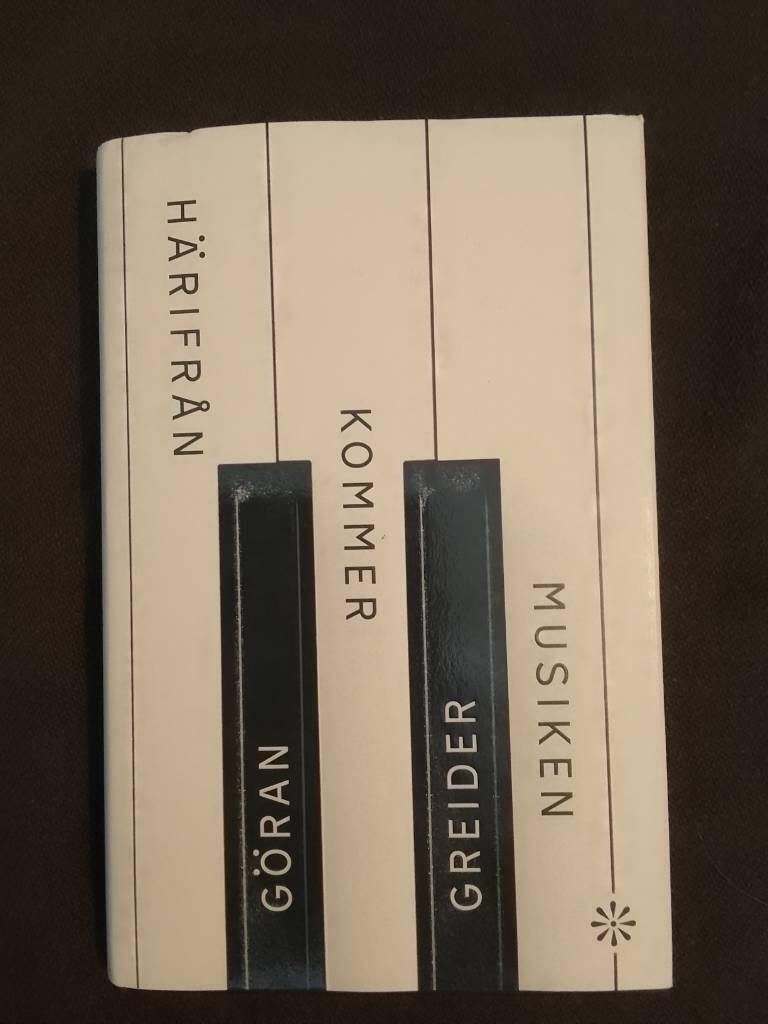 HÄRIFRÅN
KOMMER
MUSIKEN
GÖRAN
GREIDER